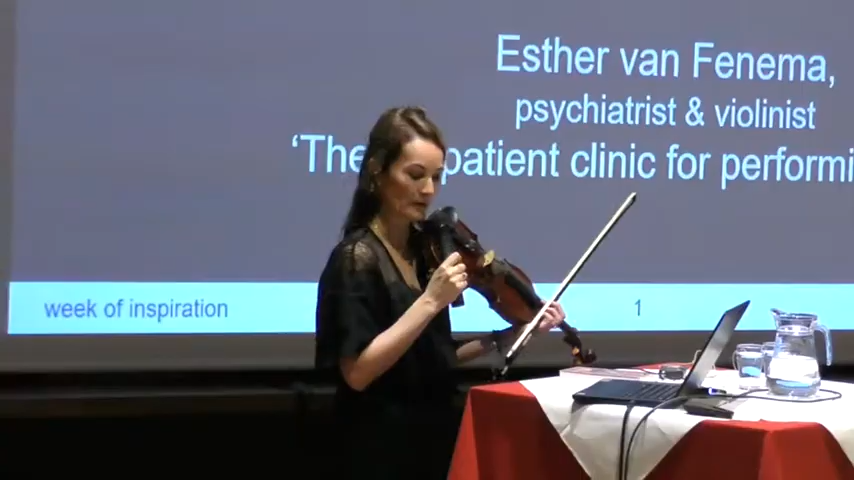 Esther van Fenema,
psychiatrist & violinist
‘The patient clinic for performi
week of inspiration
1